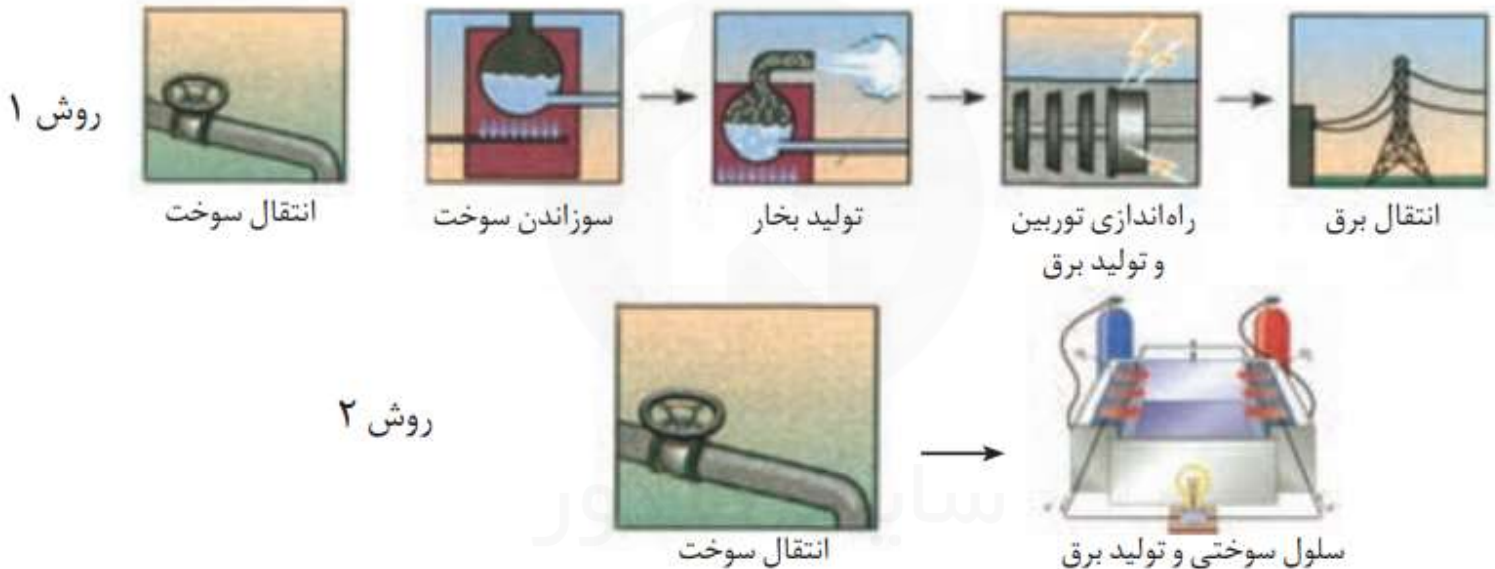 روش ۱
انتقال سوخت
سوزاندن سوخت
تولید بخار
راه‌اندازی توربین
و تولید برق
انتقال برق
روش ۲
انتقال سوخت
سلول سوختی و تولید برق